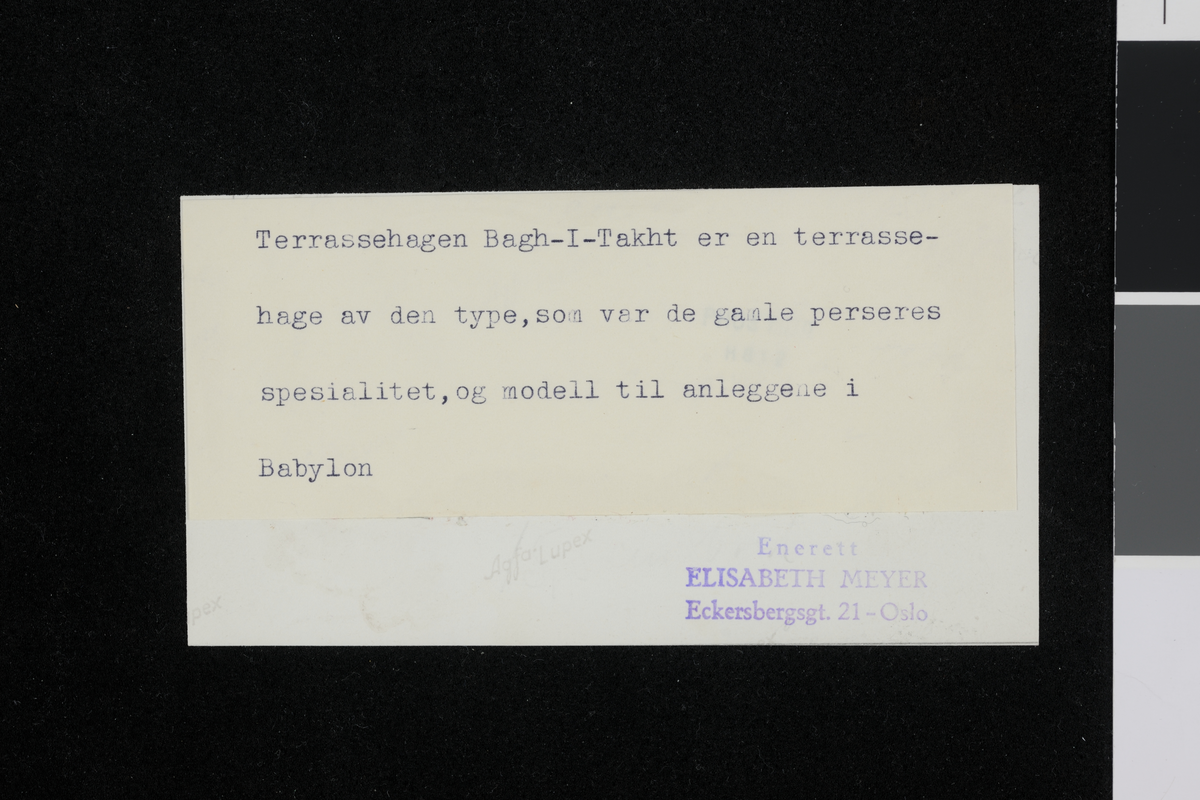 Terrassehagen Bagh-I-Takht er en terrasse-
hage av den type,som var de gamle perseres
spesialitet,og modell til anleggene i
Babylon
Agfa-Lupex
pex
Enerett
ELISABETH MEYER
Eckersbergsgt. 21-Oslo